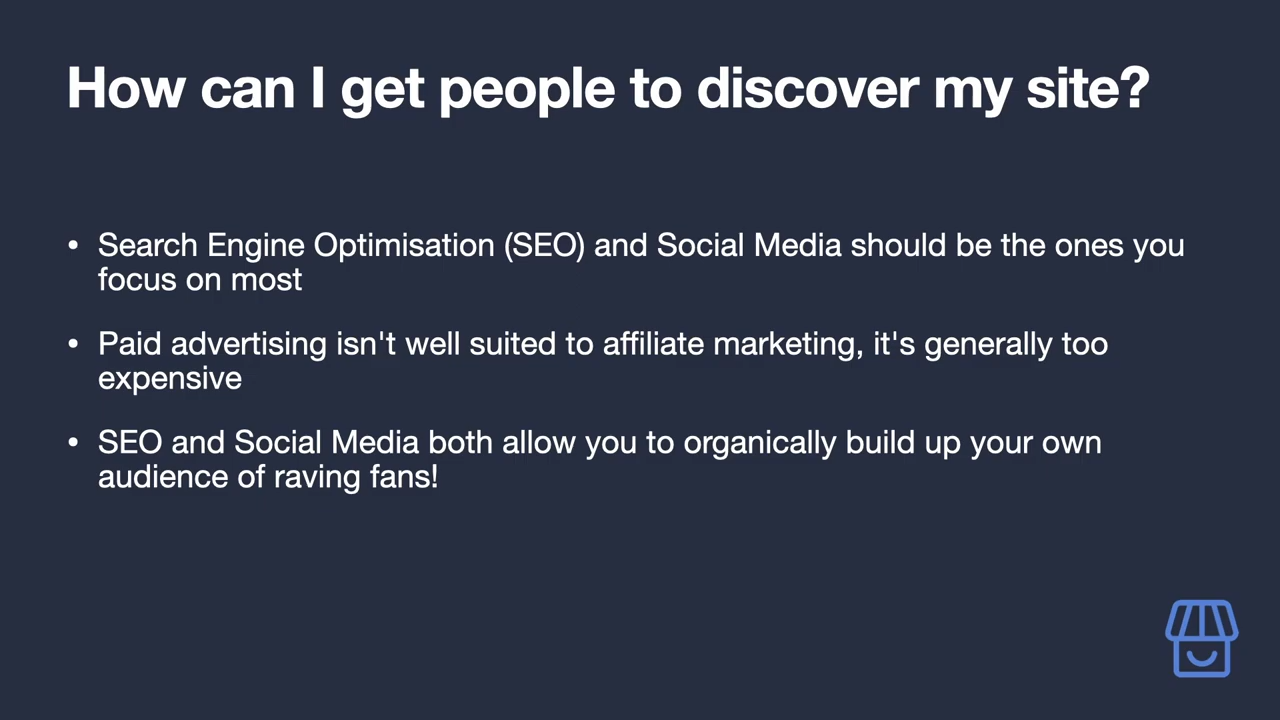 How can I get people to discover my site?
• Search Engine Optimisation (SEO) and Social Media should be the ones you
focus on most
• Paid advertising isn't well suited to affiliate marketing, it's generally too
expensive
• SEO and Social Media both allow you to organically build up your own
audience of raving fans!